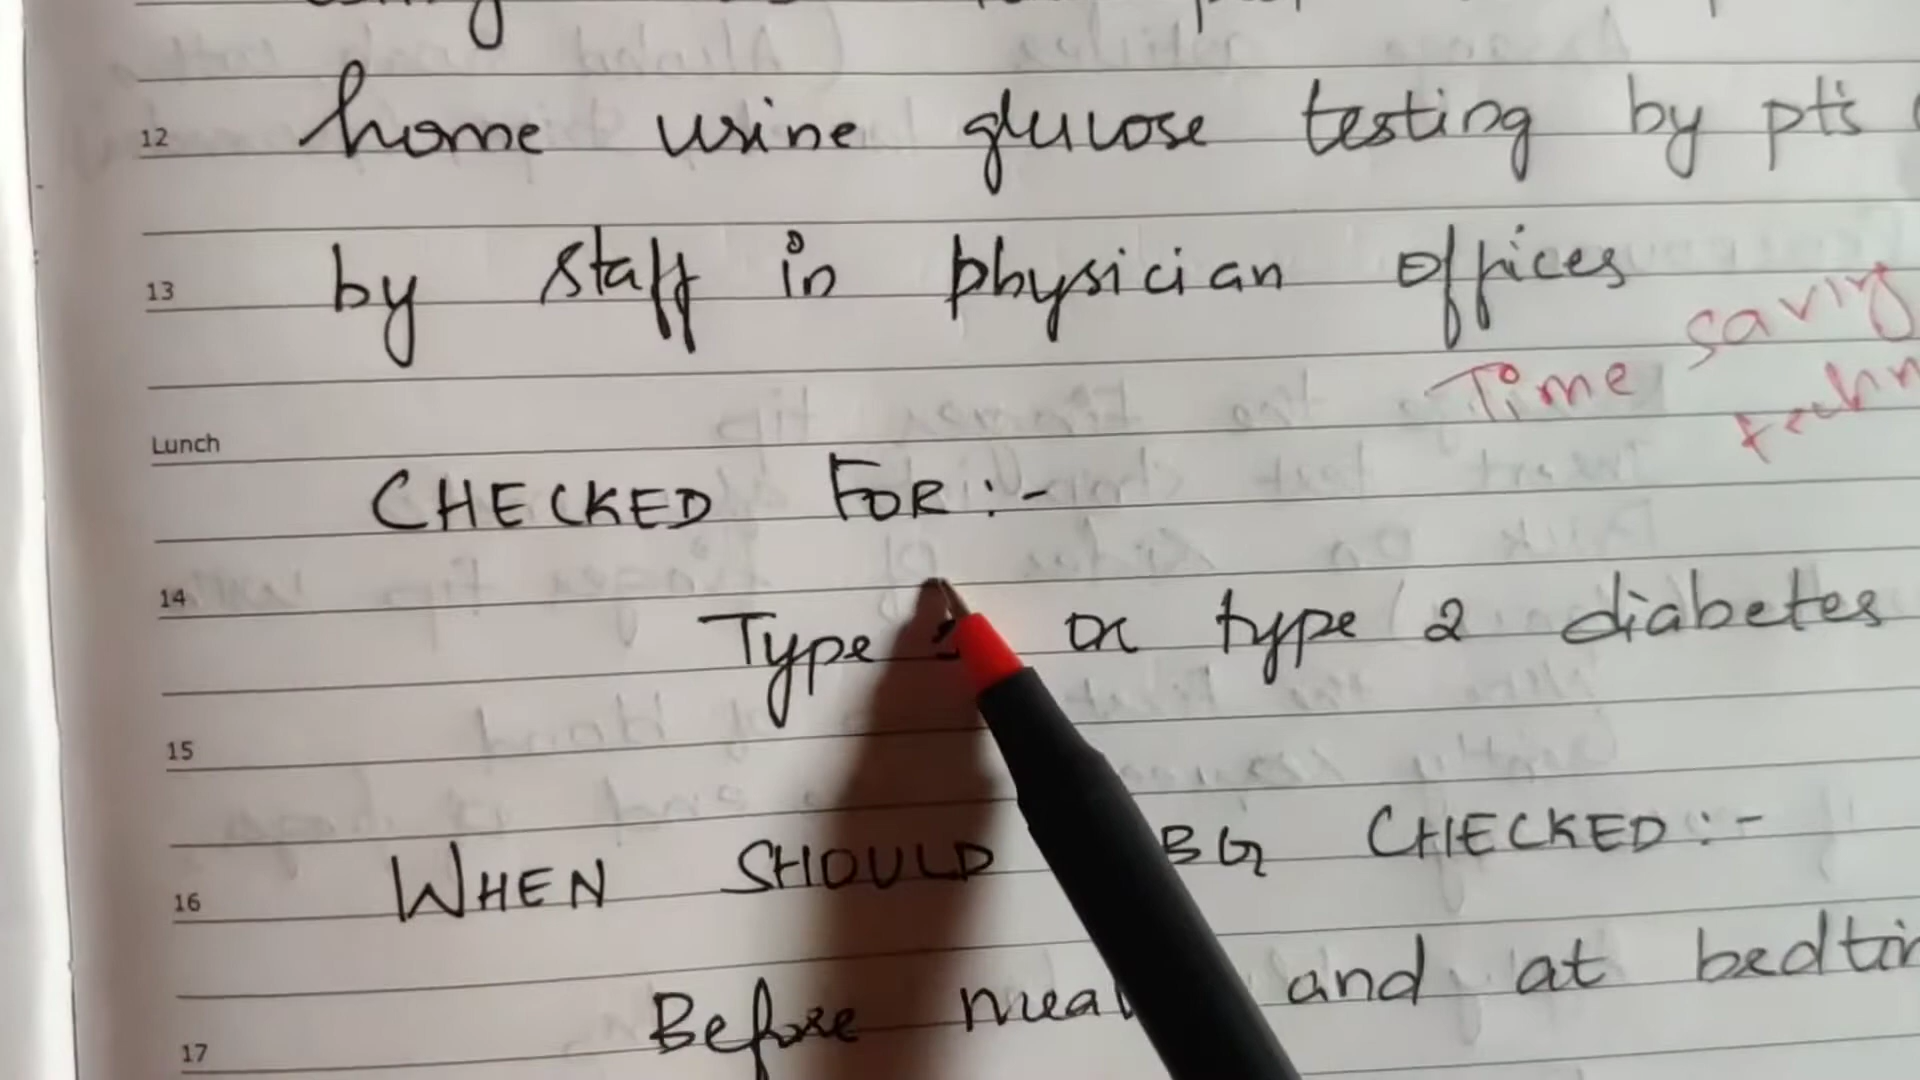 12 home urine glucose testing by pt's
13 by staff in physician offices
Time saving
Lunch
CHECKED FOR:-
14
Type or type 2 diabetes
15
16 WHEN SHOULD BG CHECKED:-
Before and at
17